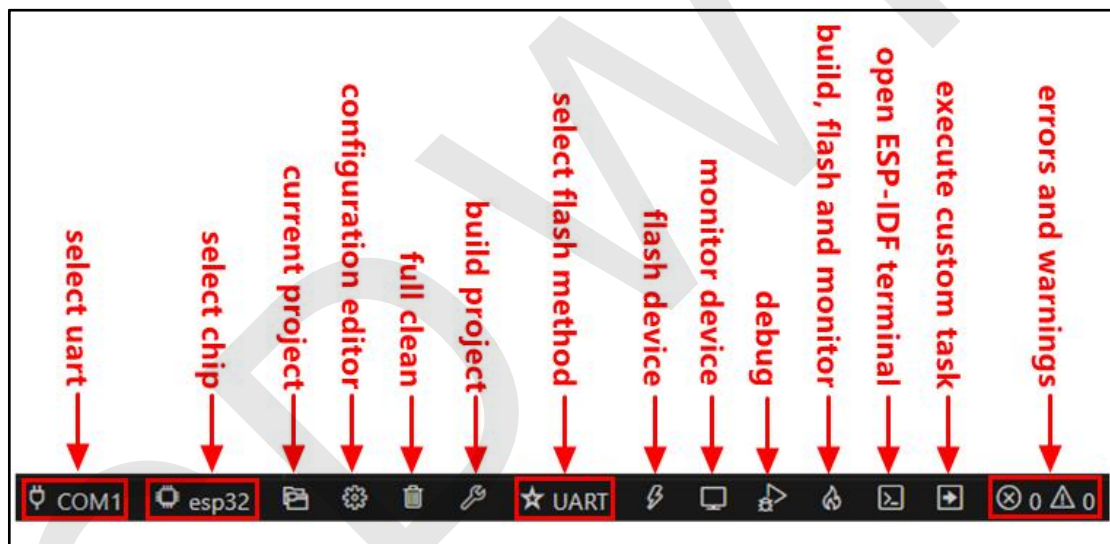 select uart
select chip
current project
configuration editor
full clean
build project
select flash method
flash device
monitor device
debug
build, flash and monitor
open ESP-IDF terminal
execute custom task
errors and warnings
COM1 esp32 UART 0 0